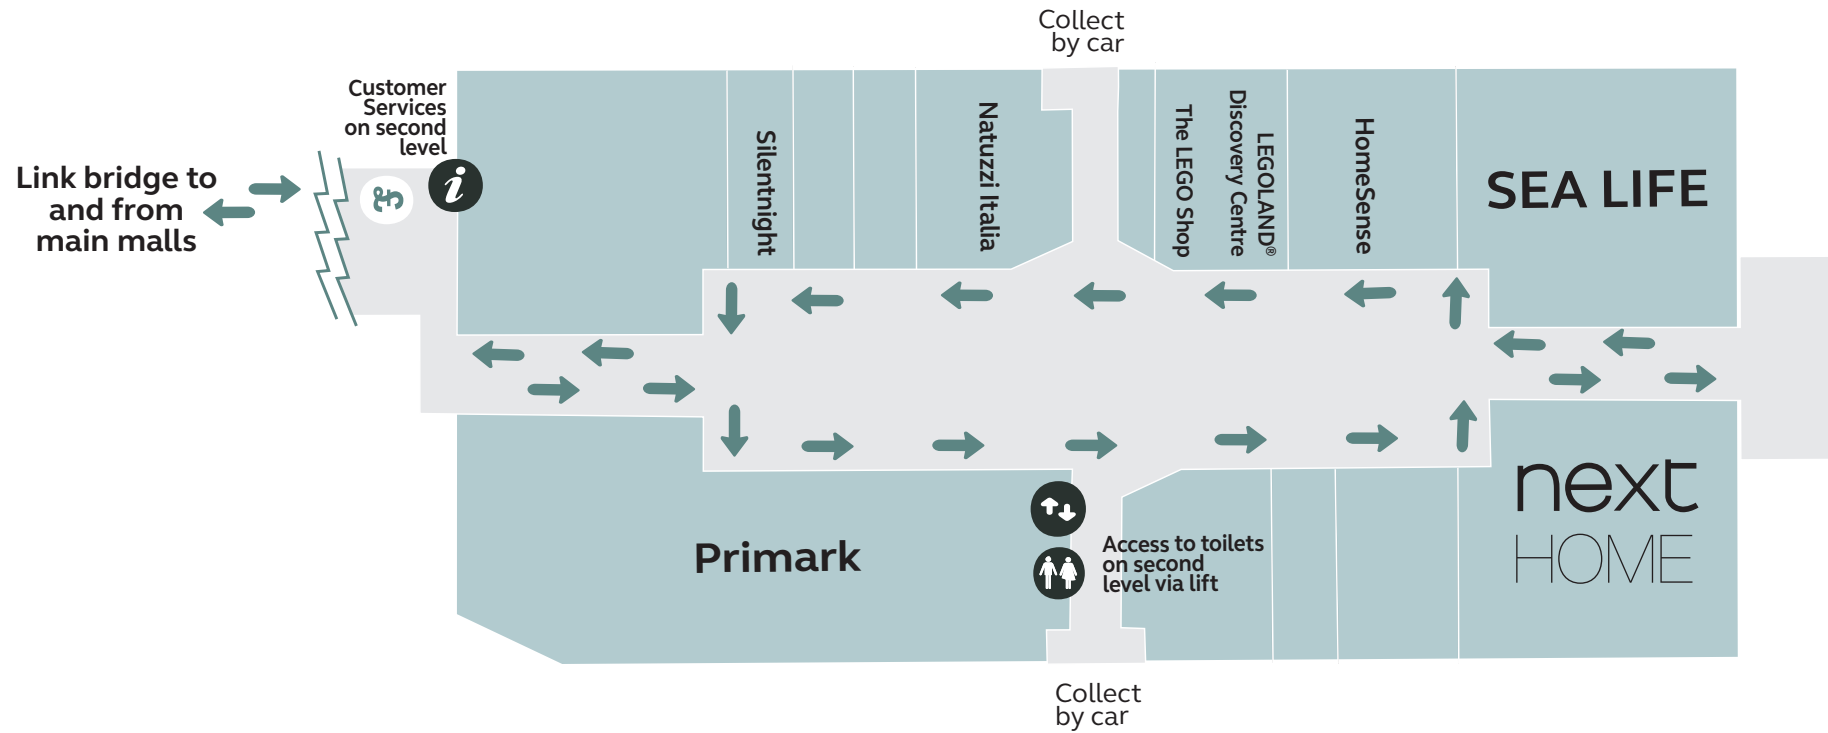 Collect
by car
Customer
Services
on second
level
i
£
Link bridge to
and from
main malls
Silentnight
Natuzzi Italia
The LEGO Shop
LEGOLAND®
Discovery Centre
HomeSense
SEA LIFE
Primark
Access to toilets
on second
level via lift
next
HOME
Collect
by car